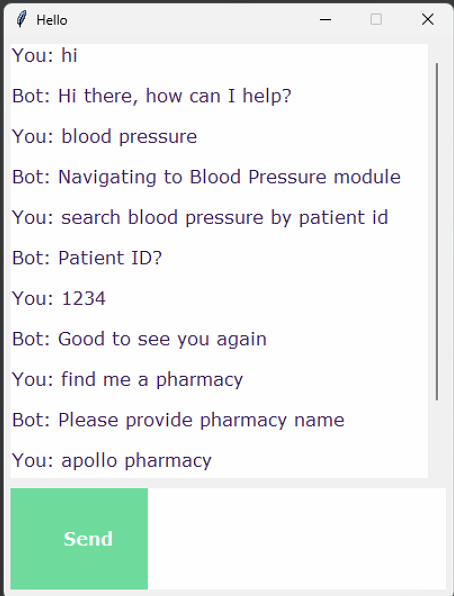 Hello
You: hi
Bot: Hi there, how can I help?
You: blood pressure
Bot: Navigating to Blood Pressure module
You: search blood pressure by patient id
Bot: Patient ID?
You: 1234
Bot: Good to see you again
You: find me a pharmacy
Bot: Please provide pharmacy name
You: apollo pharmacy
Send